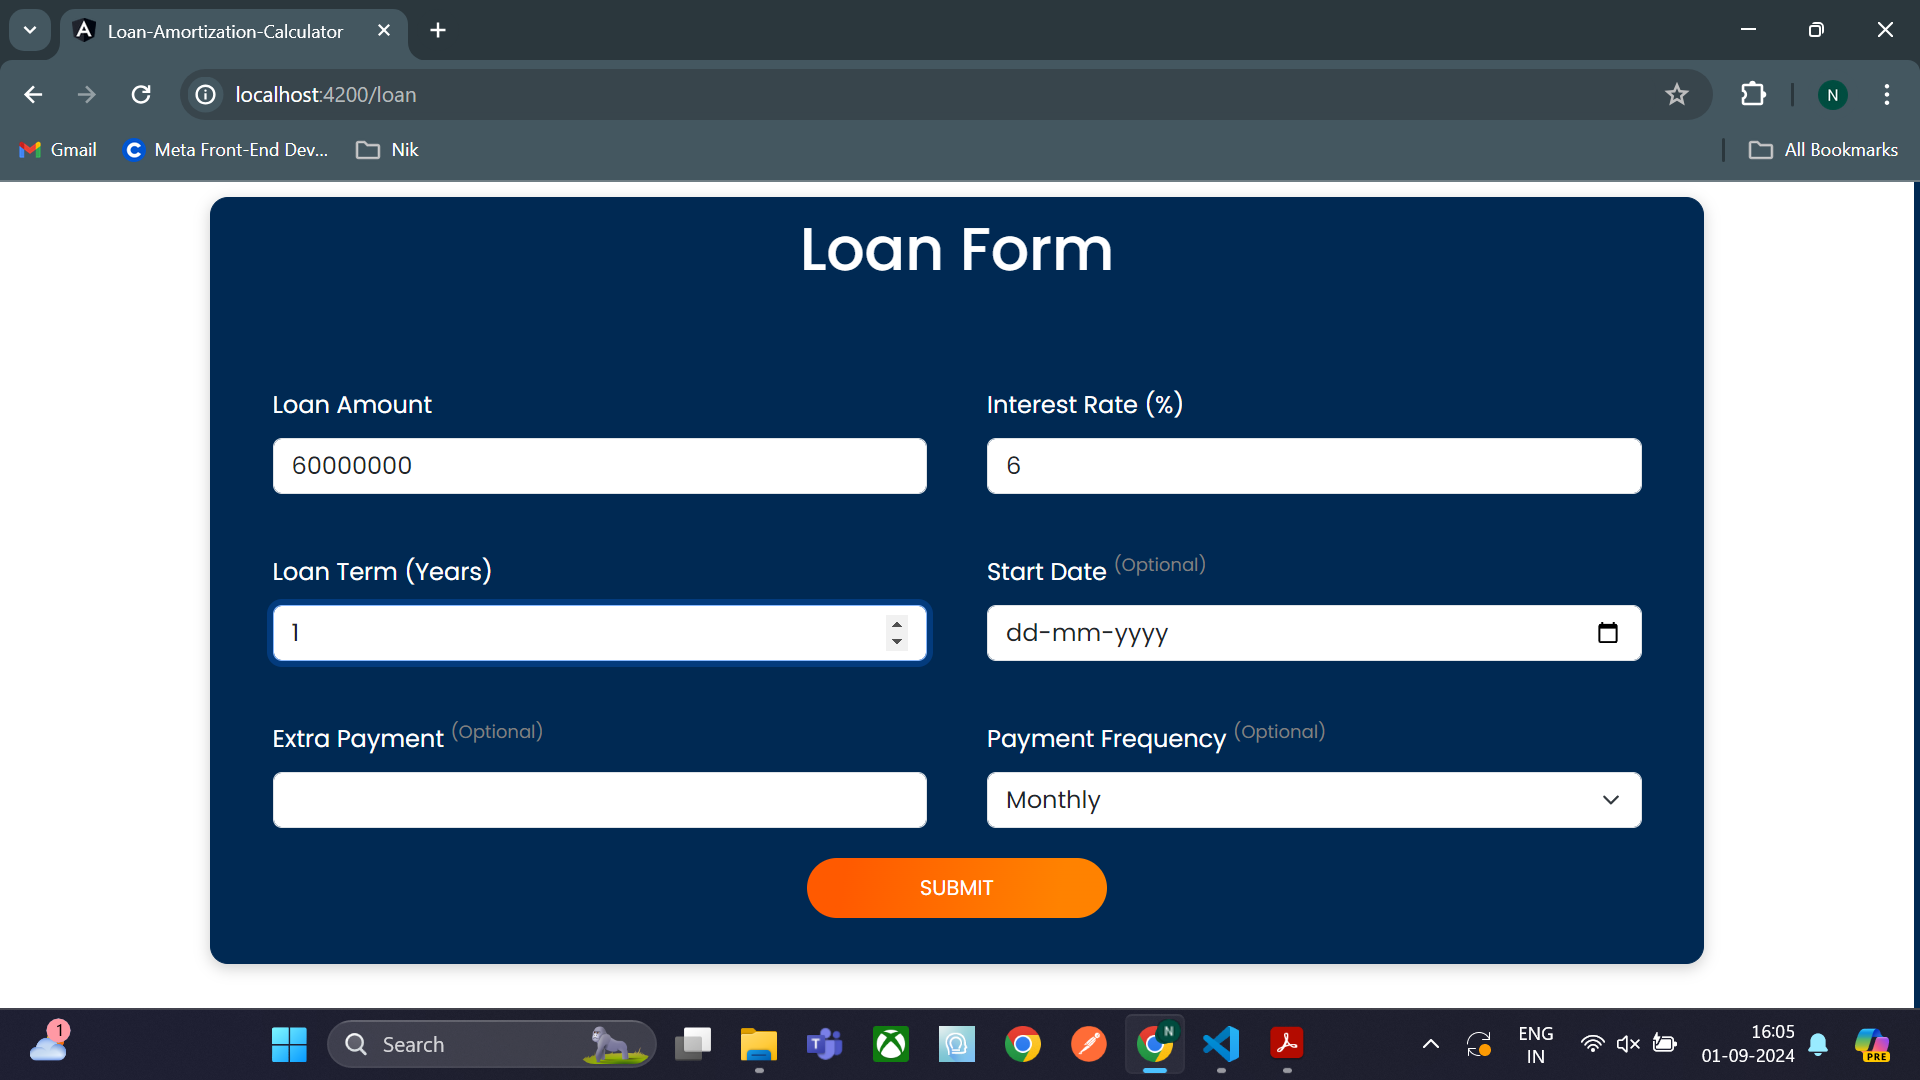 Loan-Amortization-Calculator
localhost:4200/loan
N
Gmail
Meta Front-End Dev...
Nik
All Bookmarks
Loan Form
Loan Amount
Interest Rate (%)
60000000
6
Loan Term (Years)
Start Date (Optional)
1
dd-mm-yyyy
Extra Payment (Optional)
Payment Frequency (Optional)
Monthly
SUBMIT
1
Search
N
ENG
IN
16:05
01-09-2024
PRE